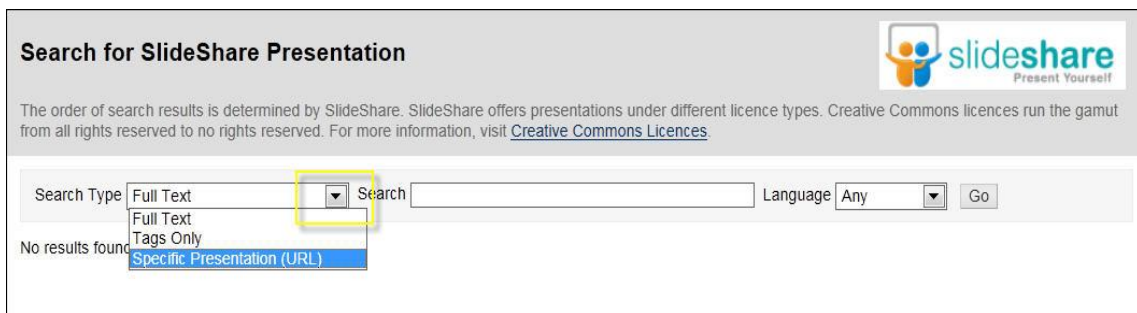 Search for SlideShare Presentation
slideshare
Present Yourself
The order of search results is determined by SlideShare. SlideShare offers presentations under different licence types. Creative Commons licences run the gamut
from all rights reserved to no rights reserved. For more information, visit Creative Commons Licences.
Search Type Full Text Search Language Any Go
Full Text
Tags Only
No results found
Specific Presentation (URL)